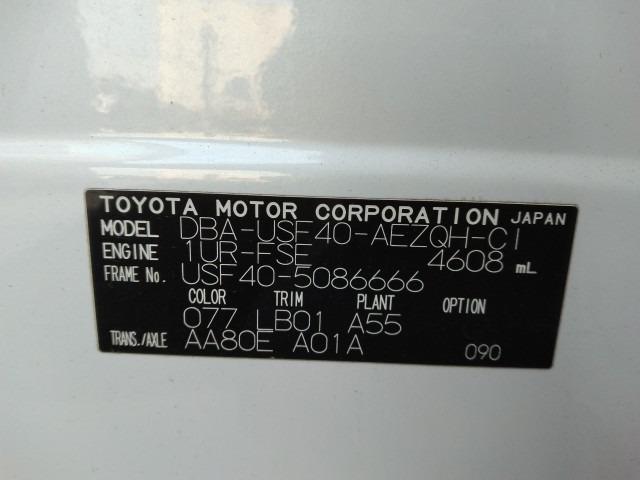 TOYOTA MOTOR CORPORATION JAPAN
MODEL DBA-USF40-AEZQH-CI
ENGINE 1UR-FSE 4608 mL
FRAME No. USF40-5086666
COLOR TRIM PLANT OPTION
077 LB01 A55
TRANS./AXLE AA80E A01A 090